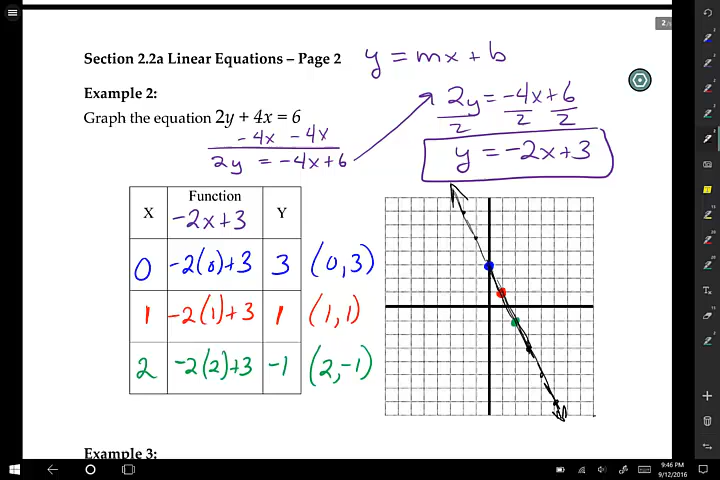 2/
Section 2.2a Linear Equations – Page 2
y = mx + b
Example 2:
Graph the equation 2y + 4x = 6
- 4x - 4x
2y = -4x + 6
2y = -4x + 6
2 2 2
y = -2x + 3
X Function Y
-2x + 3
0 -2(0)+3 3 (0,3)
1 -2(1)+3 1 (1,1)
2 -2(2)+3 -1 (2,-1)
Example 3:
9:46 PM
9/12/2016